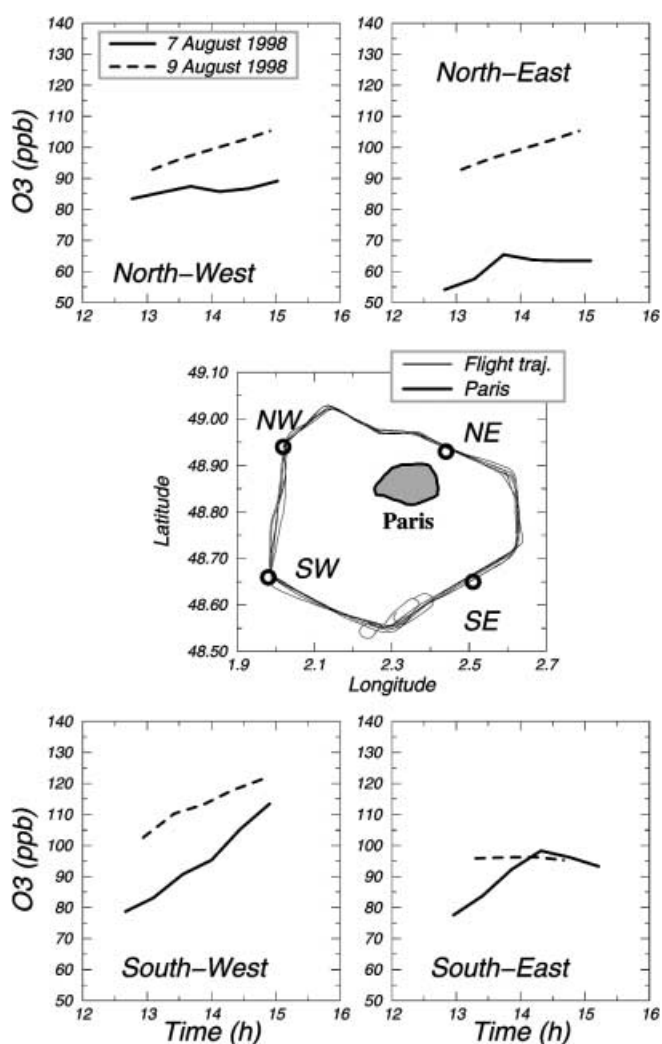 7 August 1998
9 August 1998
140
130
120
110
100
90
80
70
60
50
O3 (ppb)
North-West
12 13 14 15 16
140
130
120
110
100
90
80
70
60
50
North-East
12 13 14 15 16
Flight traj.
Paris
49.10
49.00
48.90
48.80
48.70
48.60
48.50
Latitude
NW
NE
Paris
SW
SE
1.9 2.1 2.3 2.5 2.7
Longitude
140
130
120
110
100
90
80
70
60
50
O3 (ppb)
South-West
12 13 14 15 16
Time (h)
140
130
120
110
100
90
80
70
60
50
South-East
12 13 14 15 16
Time (h)